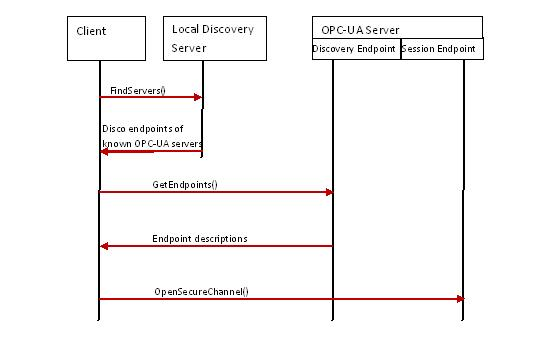 Client
Local Discovery
Server
OPC-UA Server
Discovery Endpoint
Session Endpoint
FindServers()
Disco endpoints of
known OPC-UA servers
GetEndpoints()
Endpoint descriptions
OpenSecureChannel()